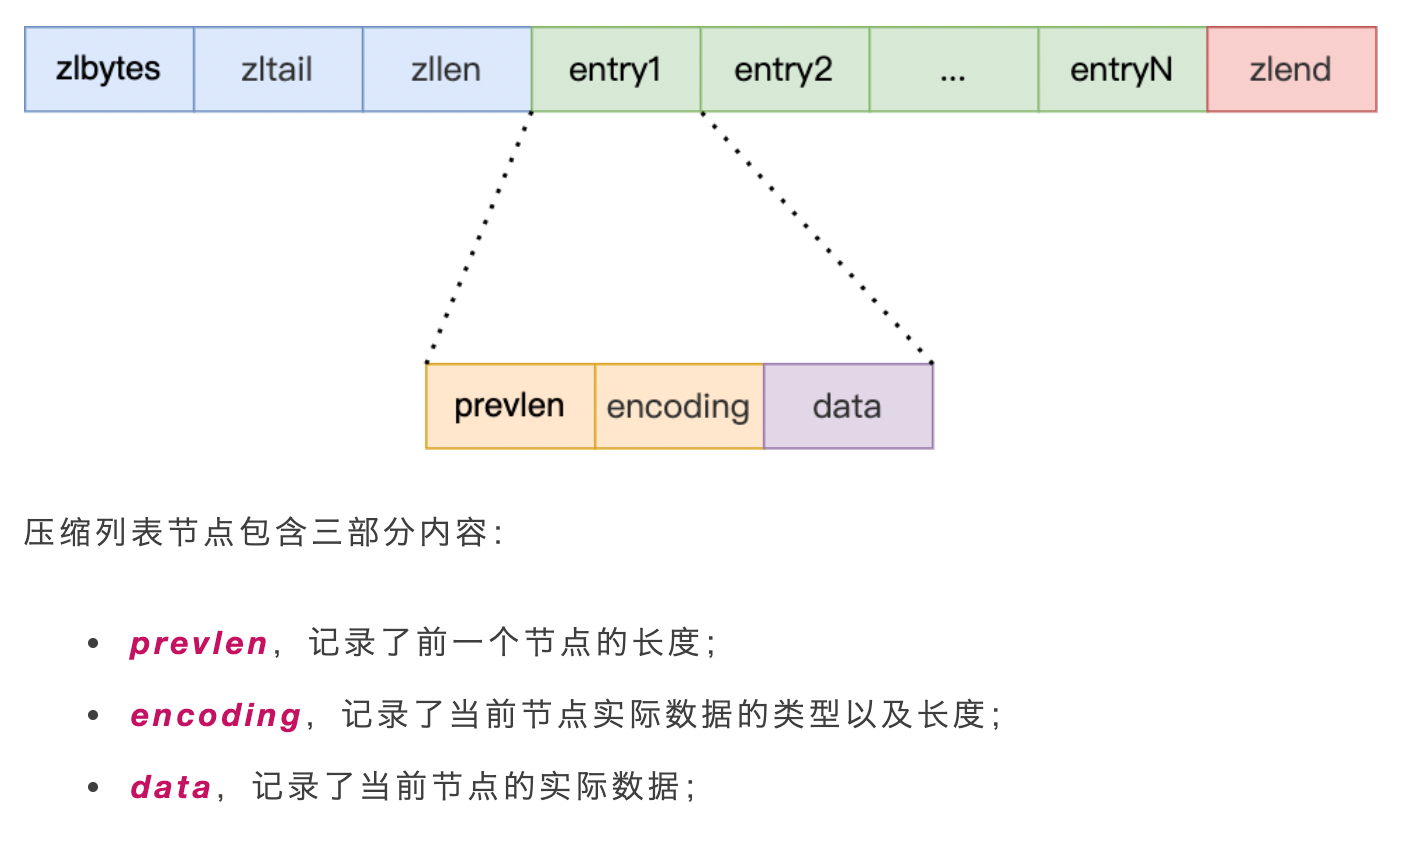 zlbytes zltail zllen entry1 entry2 ... entryN zlend
prevlen encoding data
压缩列表节点包含三部分内容：
• prevlen，记录了前一个节点的长度；
• encoding，记录了当前节点实际数据的类型以及长度；
• data，记录了当前节点的实际数据；